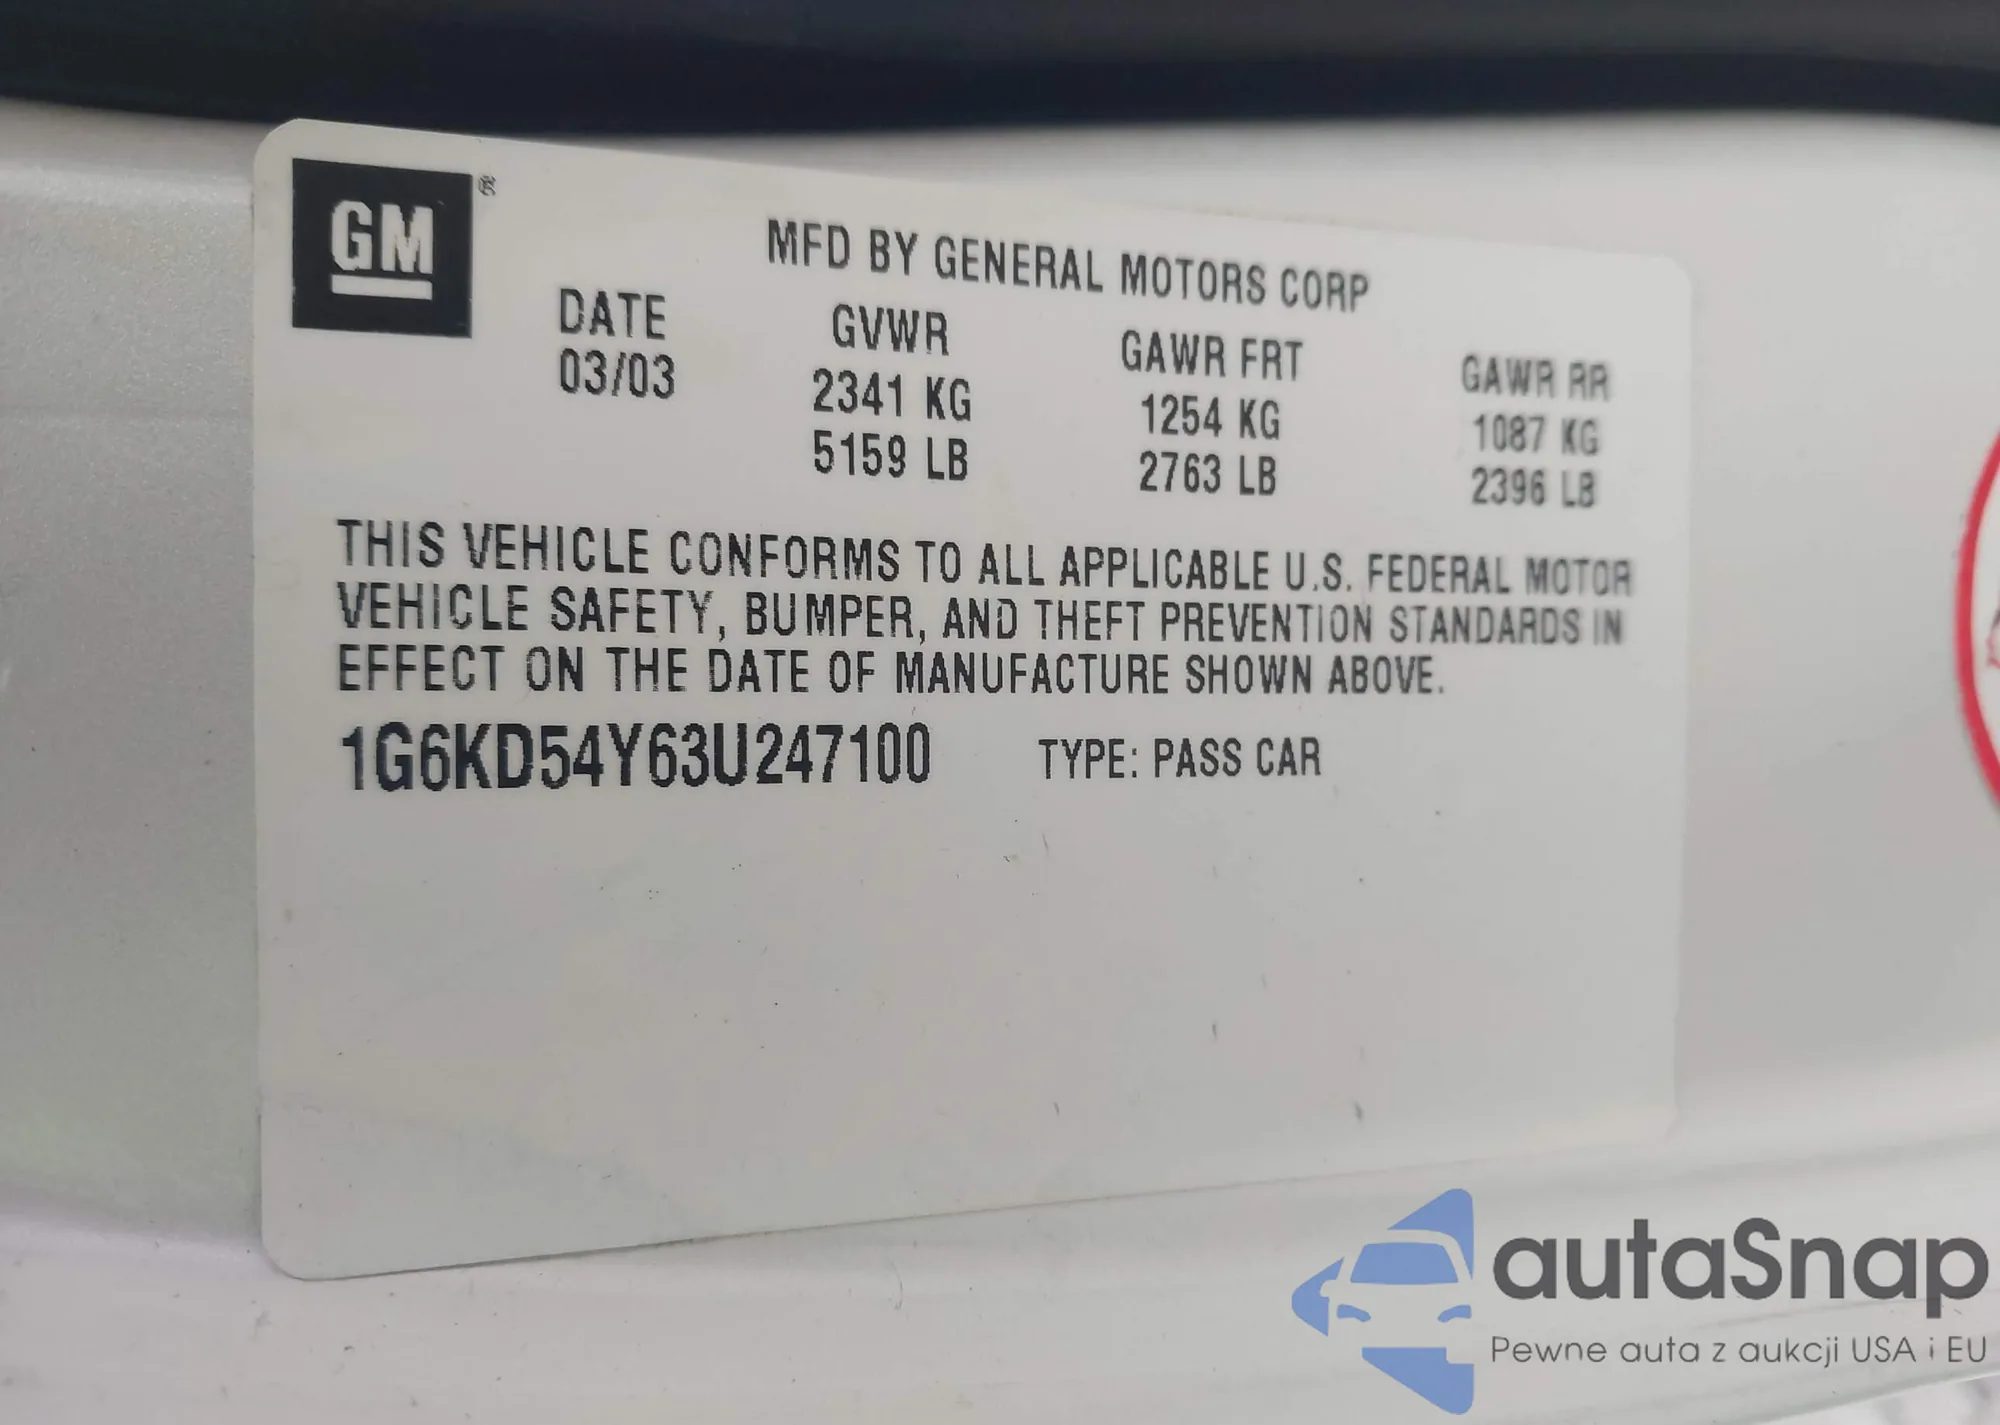 GM®
MFD BY GENERAL MOTORS CORP
DATE GVWR GAWR FRT GAWR RR
03/03 2341 KG 1254 KG 1087 KG
5159 LB 2763 LB 2396 LB
THIS VEHICLE CONFORMS TO ALL APPLICABLE U.S. FEDERAL MOTOR
VEHICLE SAFETY, BUMPER, AND THEFT PREVENTION STANDARDS IN
EFFECT ON THE DATE OF MANUFACTURE SHOWN ABOVE.
1G6KD54Y63U247100 TYPE: PASS CAR
autaSnap
Pewne auta z aukcji USA i EU